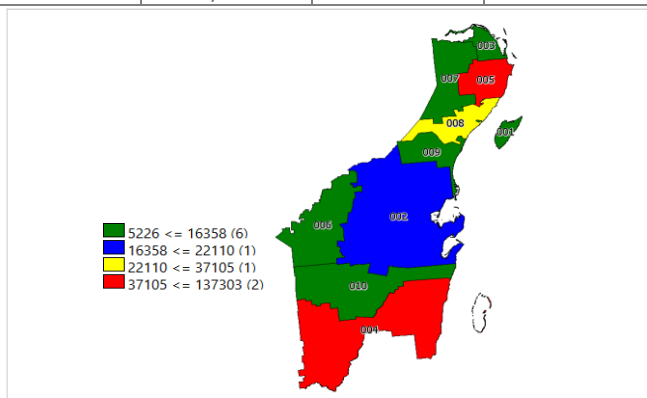 003
007
005
008
001
009
002
006
5226 <= 16358 (6)
16358 <= 22110 (1)
22110 <= 37105 (1)
37105 <= 137303 (2)
010
004